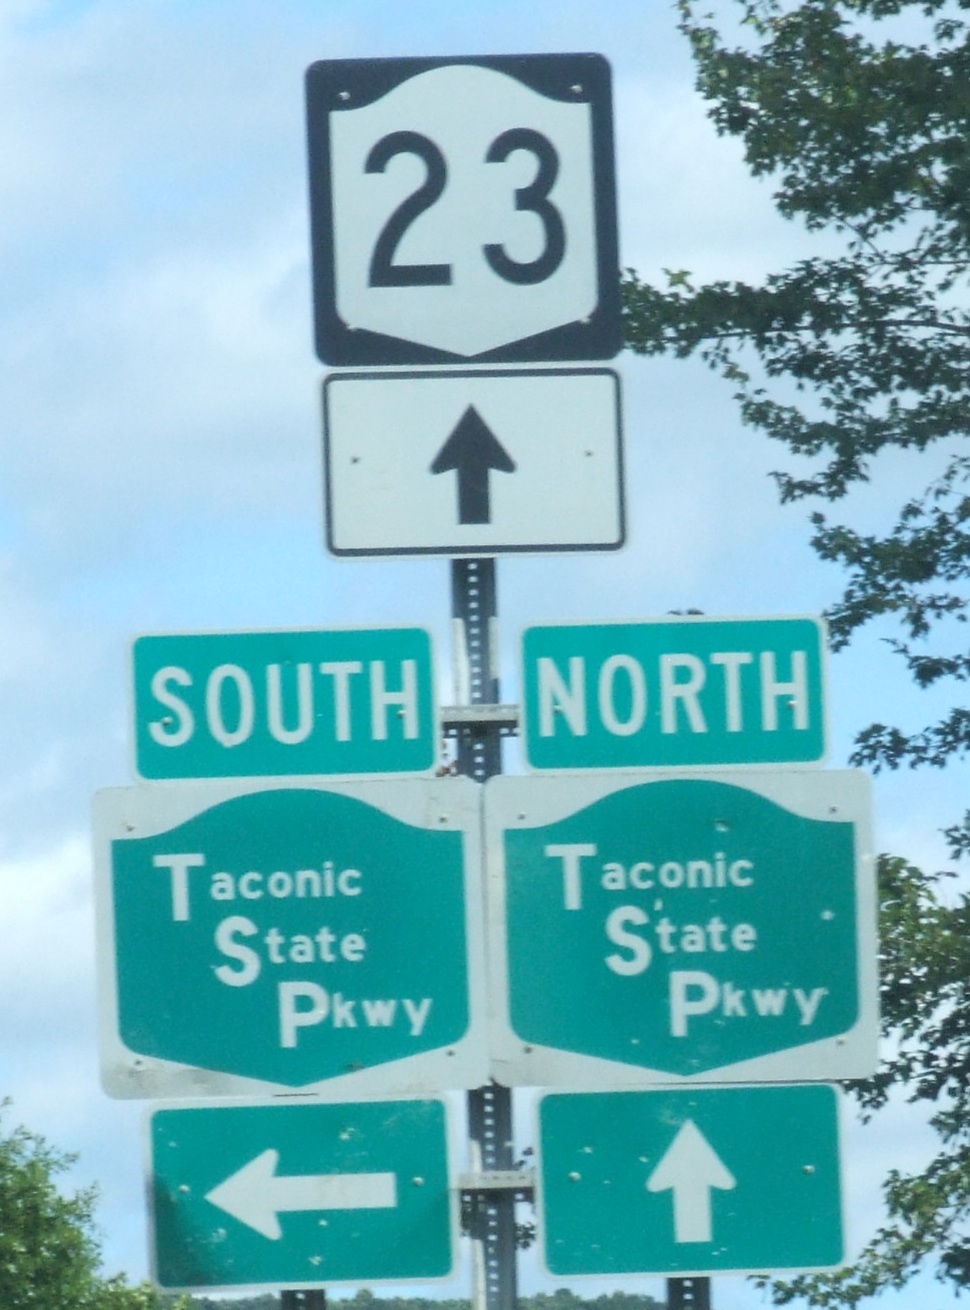 23
SOUTH
Taconic
State
Pkwy
NORTH
Taconic
State
Pkwy